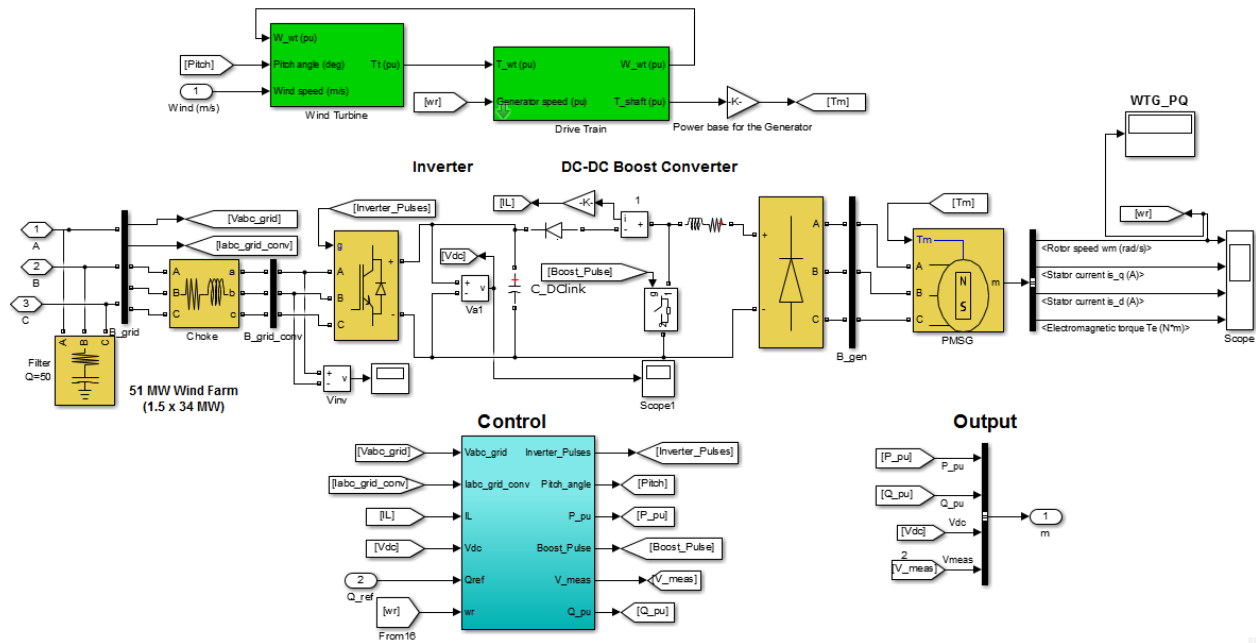 W_wt (pu)
[Pitch]
Pitch angle (deg)
Tt (pu)
1
Wind speed (m/s)
Wind (m/s)
Wind Turbine
T_wt (pu)
W_wt (pu)
[wr]
Generator speed (pu)
T_shaft (pu)
Drive Train
-K-
Power base for the Generator
[Tm]
WTG_PQ
Inverter
DC-DC Boost Converter
1
A
2
B
3
C
[Vabc_grid]
[Iabc_grid_conv]
B_grid
A
B
C
a
b
c
Choke
B_grid_conv
A B C
Filter
Q=50
51 MW Wind Farm
(1.5 x 34 MW)
[Inverter_Pulses]
g
A
B
C
+
-
+
-
v
Vinv
[Vdc]
+
-
v
Va1
+
C_DClink
[IL]
-K-
1
i
+
-
[Boost_Pulse]
g
1
2
Scope1
+
-
A
B
C
B_gen
[Tm]
Tm
A
B
C
N
S
m
PMSG
[wr]
<Rotor speed wm (rad/s)>
<Stator current is_q (A)>
<Stator current is_d (A)>
<Electromagnetic torque Te (N*m)>
Scope
Control
[Vabc_grid]
Vabc_grid
Inverter_Pulses
[Inverter_Pulses]
[Iabc_grid_conv]
Iabc_grid_conv
Pitch_angle
[Pitch]
[IL]
IL
P_pu
[P_pu]
[Vdc]
Vdc
Boost_Pulse
[Boost_Pulse]
2
Q_ref
Qref
V_meas
[V_meas]
[wr]
wr
Q_pu
[Q_pu]
From16
Output
[P_pu]
P_pu
[Q_pu]
Q_pu
[Vdc]
Vdc
2
[V_meas]
Vmeas
1
m